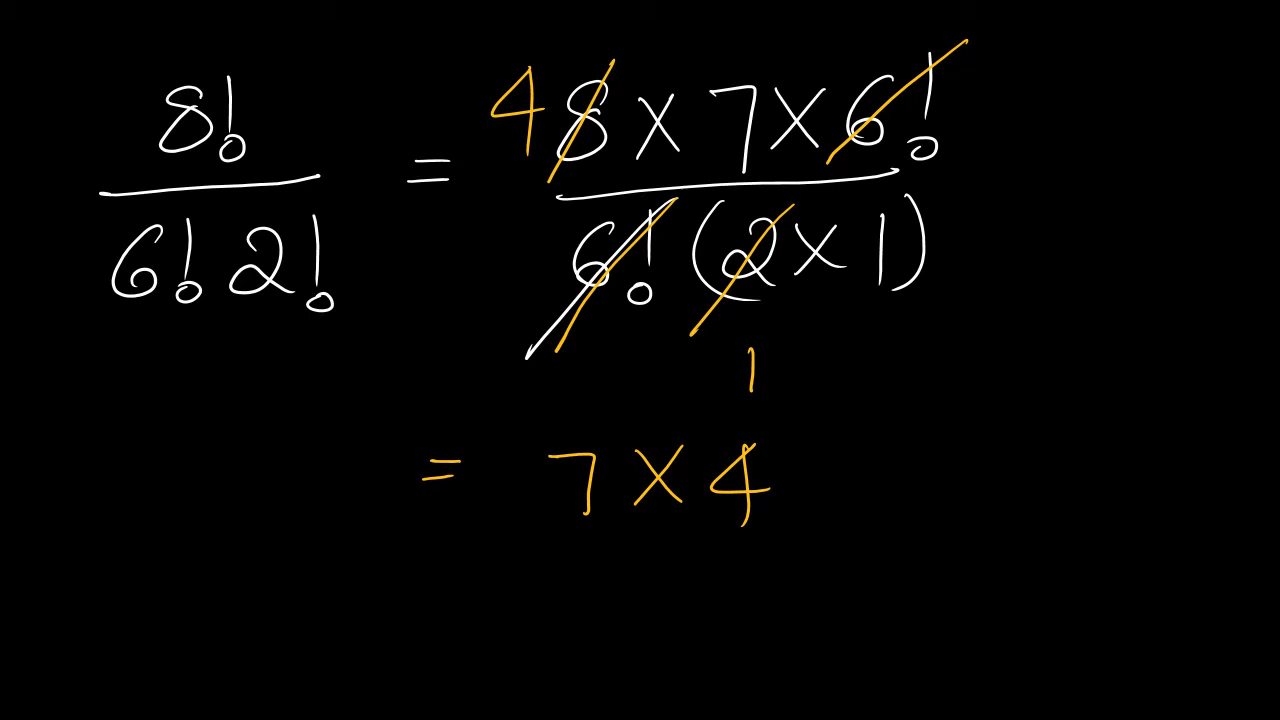 8! / 6! 2! = 4 8 × 7 × 6! / 6! (2 × 1)
1
= 7 × 4